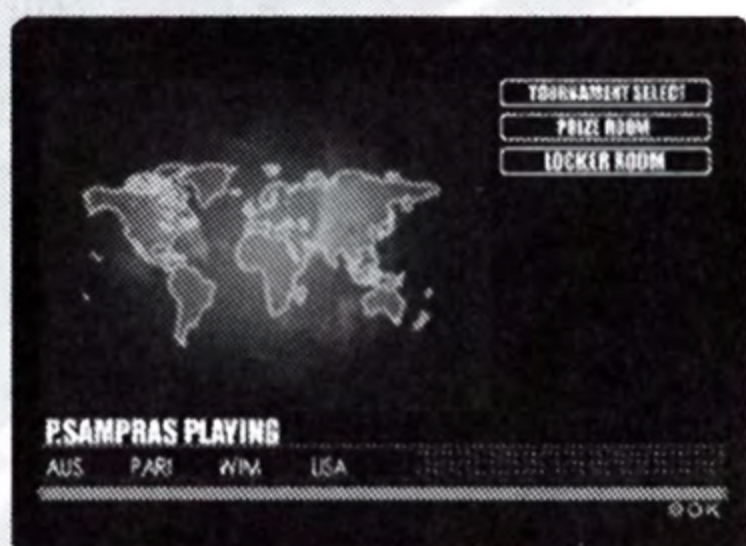 TOURNAMENT SELECT
PRIZE ROOM
LOCKER ROOM
P.SAMPRAS PLAYING
AUS PARI WIM USA
OK